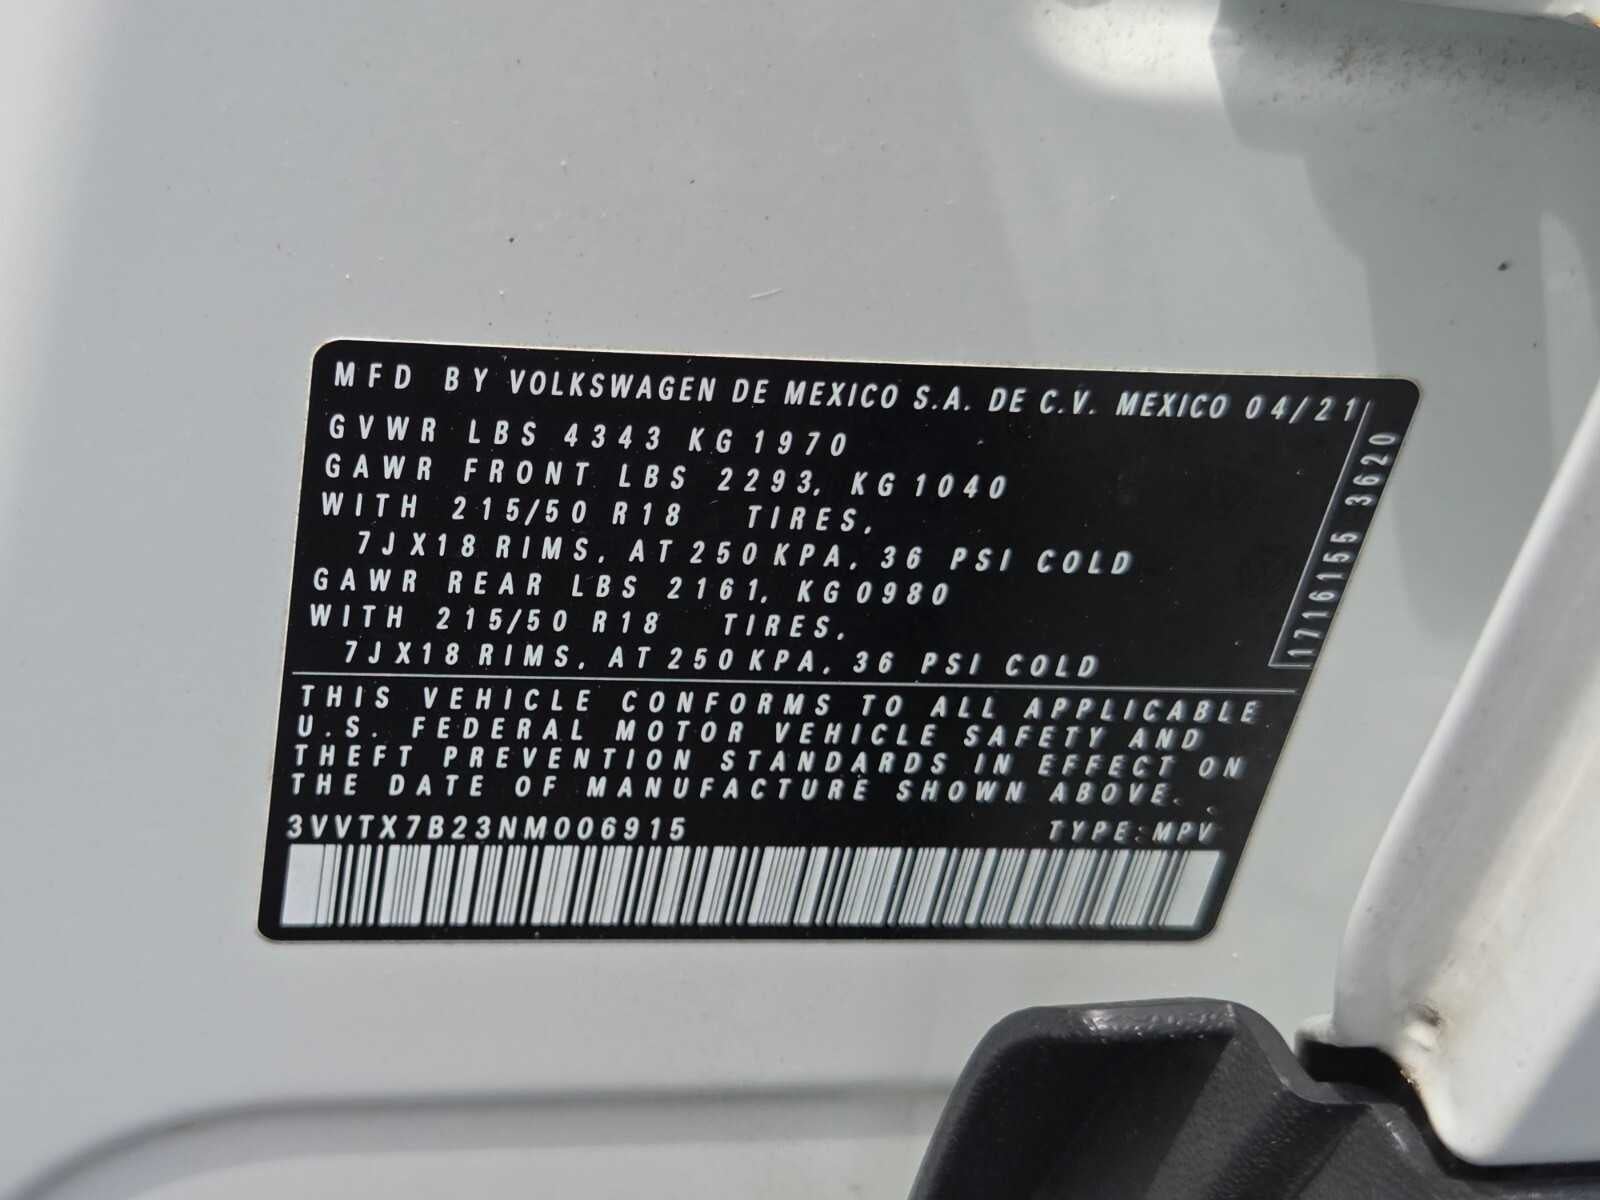 MFD BY VOLKSWAGEN DE MEXICO S.A. DE C.V. MEXICO 04/21
GVWR LBS 4343 KG 1970
GAWR FRONT LBS 2293, KG 1040
WITH 215/50 R18 TIRES,
7JX18 RIMS, AT 250 KPA, 36 PSI COLD
GAWR REAR LBS 2161, KG 0980
WITH 215/50 R18 TIRES,
7JX18 RIMS, AT 250 KPA, 36 PSI COLD
1716155 3620
THIS VEHICLE CONFORMS TO ALL APPLICABLE
U.S. FEDERAL MOTOR VEHICLE SAFETY AND
THEFT PREVENTION STANDARDS IN EFFECT ON
THE DATE OF MANUFACTURE SHOWN ABOVE.
3VVTX7B23NM006915 TYPE: MPV